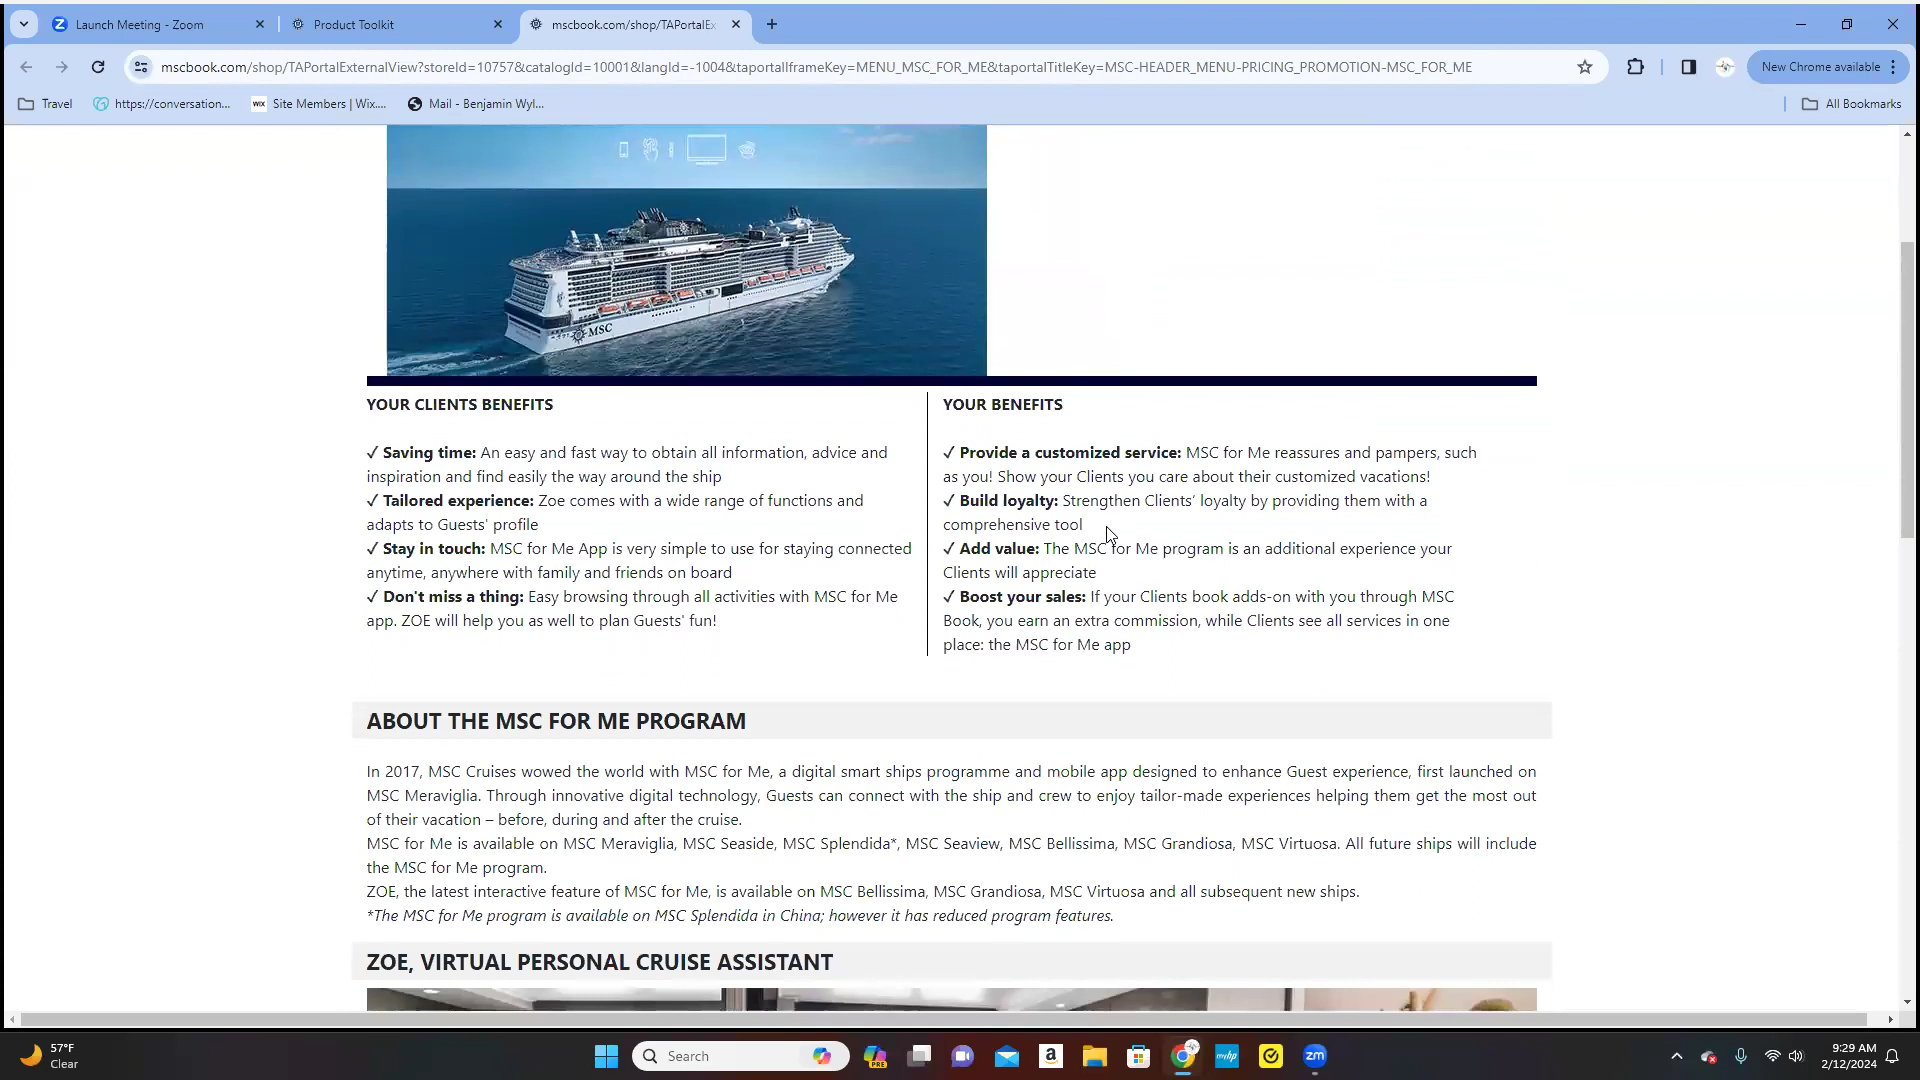 Launch Meeting - Zoom
Product Toolkit
mscbook.com/shop/TAPortalEx
mscbook.com/shop/TAPortalExternalView?storeId=10757&catalogId=10001&langId=-1004&taportalIframeKey=MENU_MSC_FOR_ME&taportalTitleKey=MSC-HEADER_MENU-PRICING_PROMOTION-MSC_FOR_ME
New Chrome available
Travel
https://conversation...
WIX Site Members | Wix....
Mail - Benjamin Wyl...
All Bookmarks
MSC
YOUR CLIENTS BENEFITS
✓ Saving time: An easy and fast way to obtain all information, advice and
inspiration and find easily the way around the ship
✓ Tailored experience: Zoe comes with a wide range of functions and
adapts to Guests' profile
✓ Stay in touch: MSC for Me App is very simple to use for staying connected
anytime, anywhere with family and friends on board
✓ Don't miss a thing: Easy browsing through all activities with MSC for Me
app. ZOE will help you as well to plan Guests' fun!
YOUR BENEFITS
✓ Provide a customized service: MSC for Me reassures and pampers, such
as you! Show your Clients you care about their customized vacations!
✓ Build loyalty: Strengthen Clients’ loyalty by providing them with a
comprehensive tool
✓ Add value: The MSC for Me program is an additional experience your
Clients will appreciate
✓ Boost your sales: If your Clients book adds-on with you through MSC
Book, you earn an extra commission, while Clients see all services in one
place: the MSC for Me app
ABOUT THE MSC FOR ME PROGRAM
In 2017, MSC Cruises wowed the world with MSC for Me, a digital smart ships programme and mobile app designed to enhance Guest experience, first launched on
MSC Meraviglia. Through innovative digital technology, Guests can connect with the ship and crew to enjoy tailor-made experiences helping them get the most out
of their vacation – before, during and after the cruise.
MSC for Me is available on MSC Meraviglia, MSC Seaside, MSC Splendida*, MSC Seaview, MSC Bellissima, MSC Grandiosa, MSC Virtuosa. All future ships will include
the MSC for Me program.
ZOE, the latest interactive feature of MSC for Me, is available on MSC Bellissima, MSC Grandiosa, MSC Virtuosa and all subsequent new ships.
*The MSC for Me program is available on MSC Splendida in China; however it has reduced program features.
ZOE, VIRTUAL PERSONAL CRUISE ASSISTANT
57°F
Clear
Search
PRE
a
myhp
zm
9:29 AM
2/12/2024